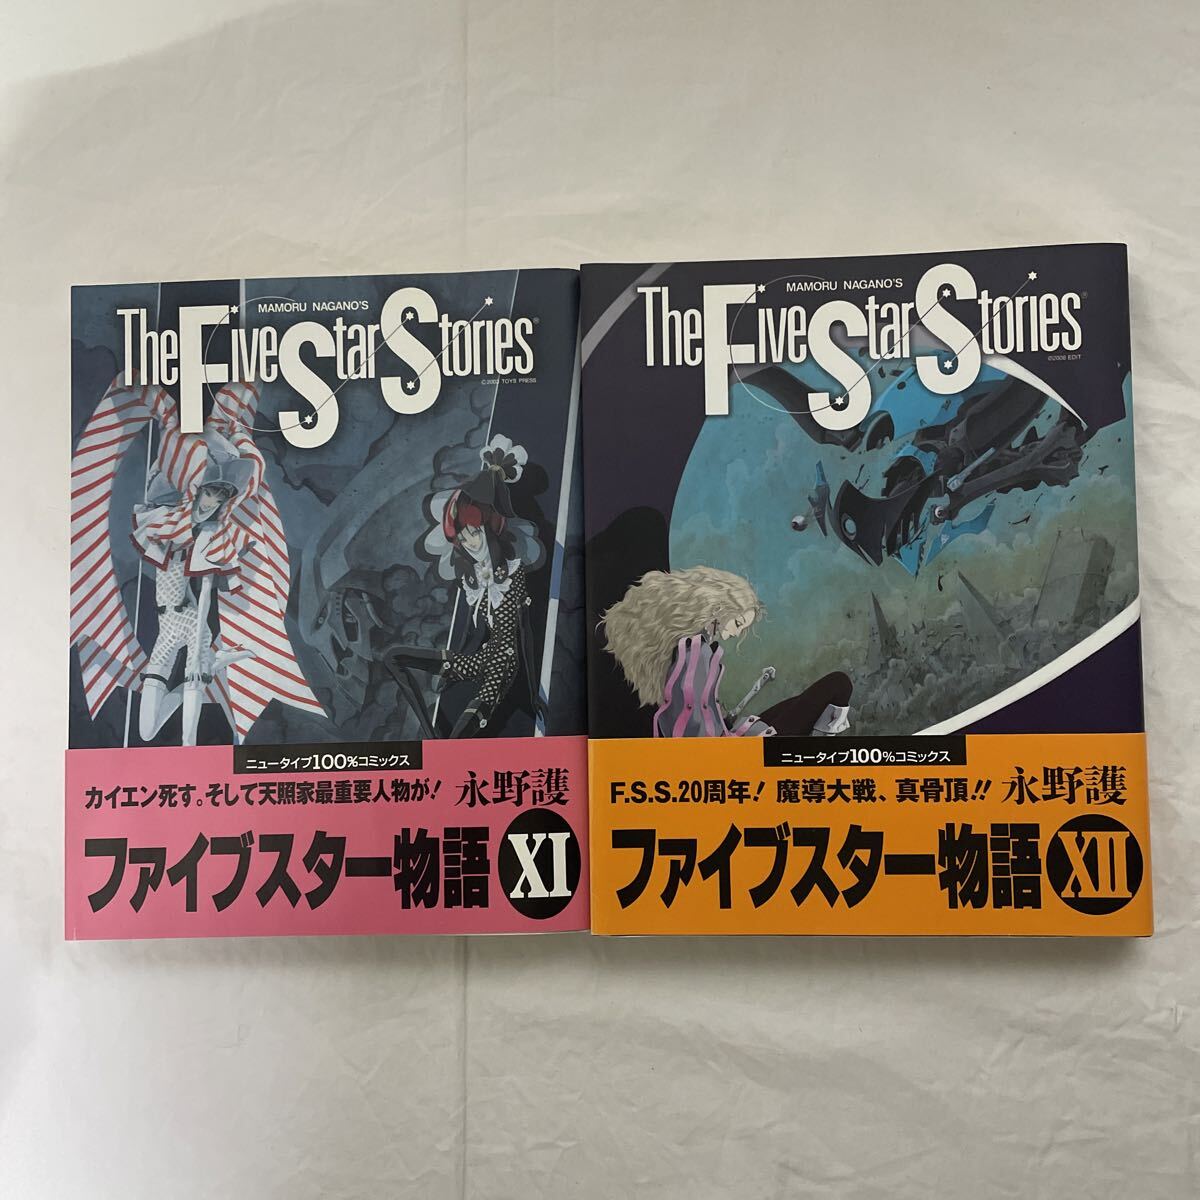 MAMORU NAGANO'S
The Five Star Stories®
©2003 TOYS PRESS
ニュータイプ100%コミックス
カイエン死す。そして天照家最重要人物が! 永野護
ファイブスター物語 XI
MAMORU NAGANO'S
The Five Star Stories®
©2006 EDIT
ニュータイプ100%コミックス
F.S.S.20周年! 魔導大戦、真骨頂!! 永野護
ファイブスター物語 XII